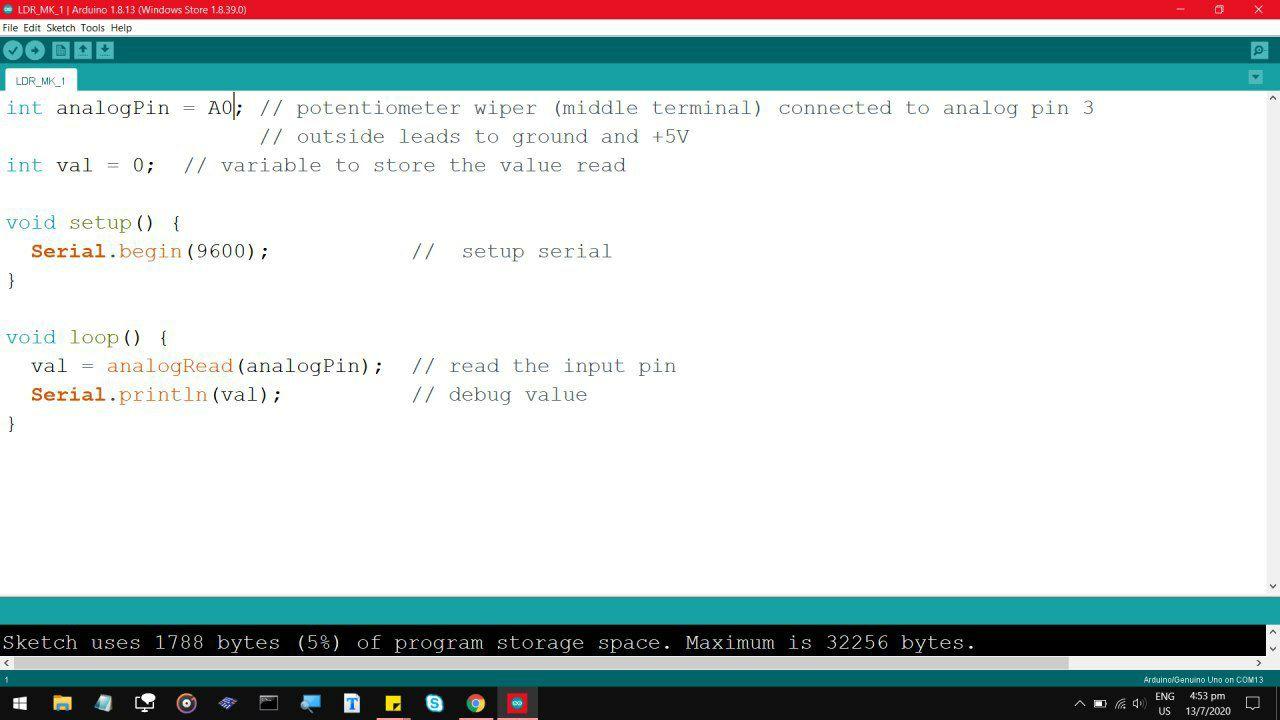 LDR_MK_1 | Arduino 1.8.13 (Windows Store 1.8.39.0)
File Edit Sketch Tools Help
LDR_MK_1
int analogPin = A0; // potentiometer wiper (middle terminal) connected to analog pin 3
// outside leads to ground and +5V
int val = 0; // variable to store the value read
void setup() {
Serial.begin(9600); // setup serial
}
void loop() {
val = analogRead(analogPin); // read the input pin
Serial.println(val); // debug value
}
Sketch uses 1788 bytes (5%) of program storage space. Maximum is 32256 bytes.
1
Arduino/Genuino Uno on COM13
ENG
US
4:53 pm
13/7/2020